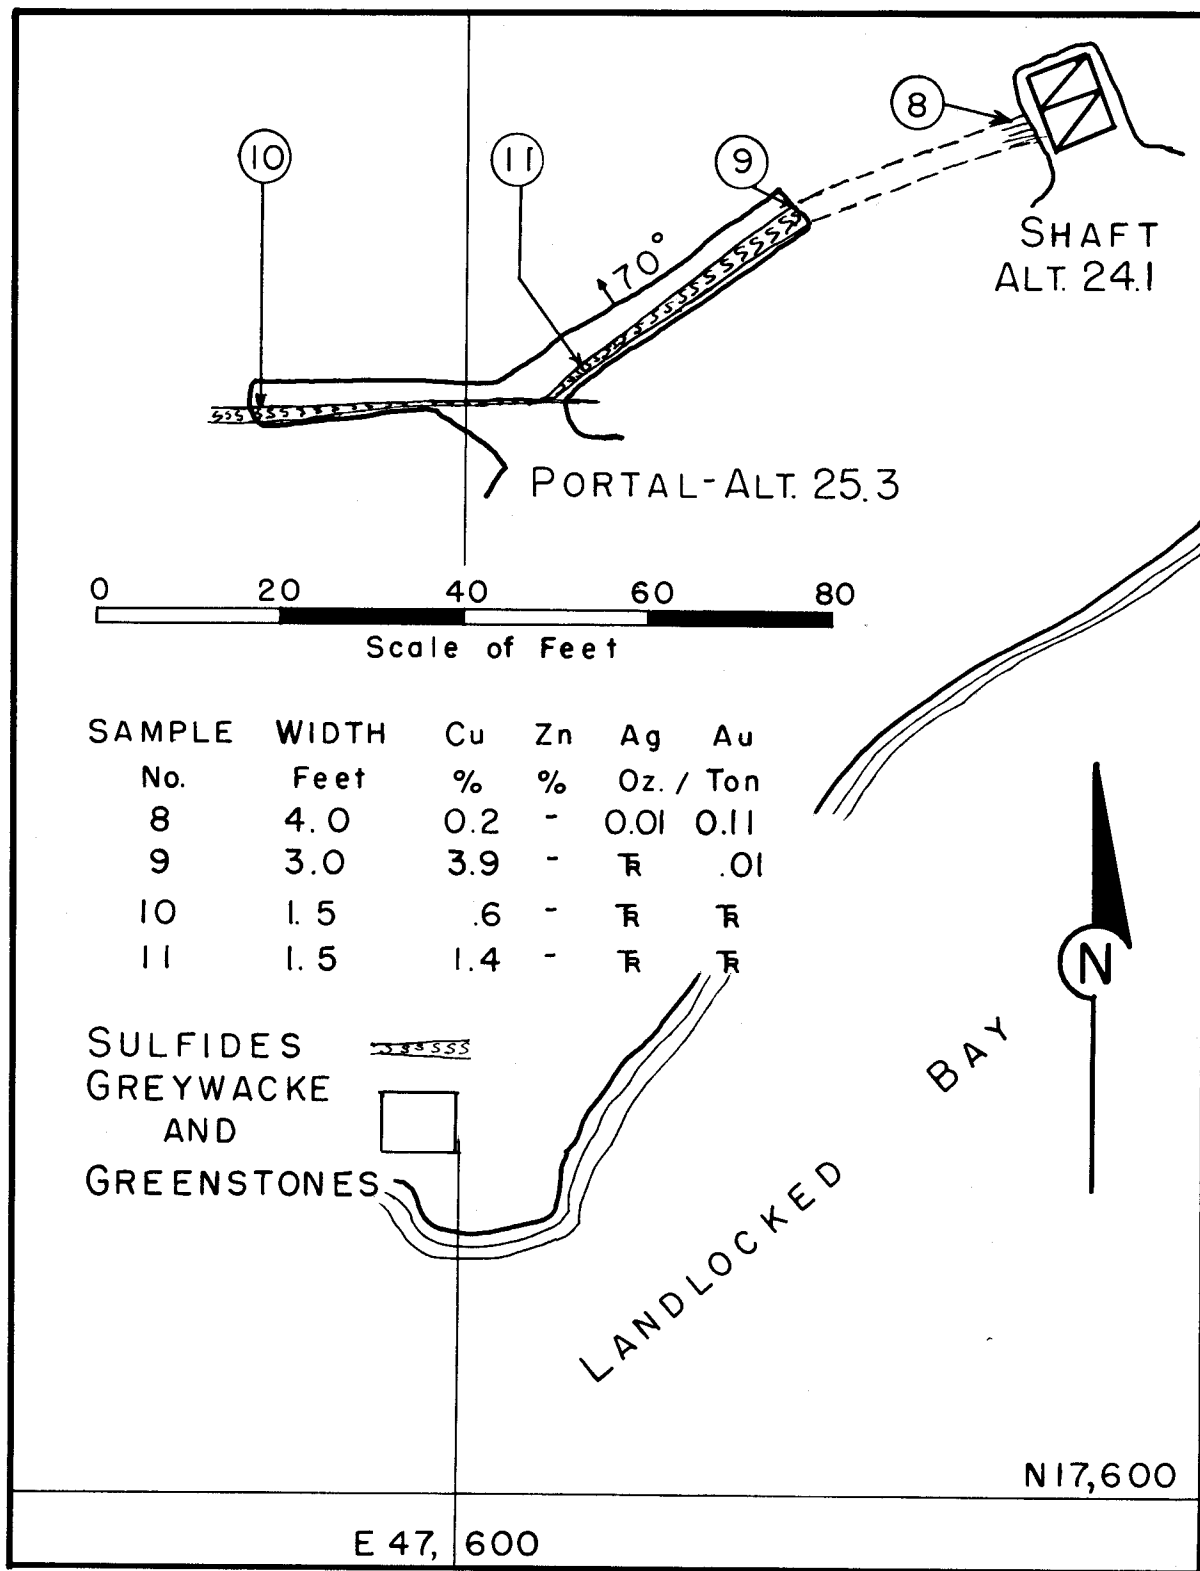 8
10
11
9
70°
SHAFT
ALT. 24.1
PORTAL-ALT. 25.3
0 20 40 60 80
Scale of Feet
SAMPLE WIDTH Cu Zn Ag Au
No. Feet % % Oz. / Ton
8 4.0 0.2 - 0.01 0.11
9 3.0 3.9 - TR .01
10 1.5 .6 - TR TR
11 1.5 1.4 - TR TR
N
SULFIDES
GREYWACKE
AND
GREENSTONES
LANDLOCKED BAY
N17,600
E 47,600